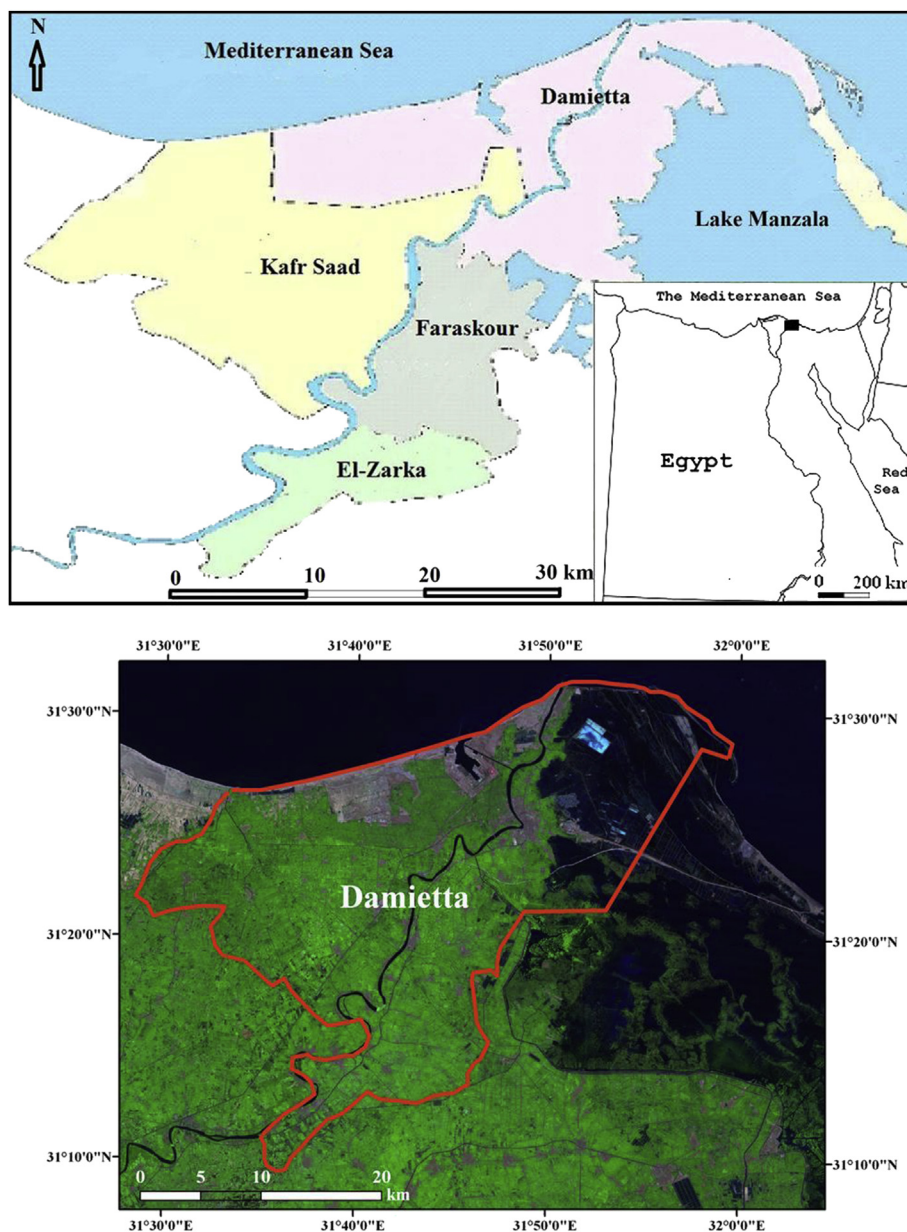 N
Mediterranean Sea
Damietta
Lake Manzala
Kafr Saad
Faraskour
El-Zarka
0 10 20 30 km
The Mediterranean Sea
Egypt
Red
Sea
0 200 km
31°30'0"E 31°40'0"E 31°50'0"E 32°0'0"E
31°30'0"N 31°30'0"N
Damietta
31°20'0"N 31°20'0"N
31°10'0"N 31°10'0"N
0 5 10 20
km
31°30'0"E 31°40'0"E 31°50'0"E 32°0'0"E